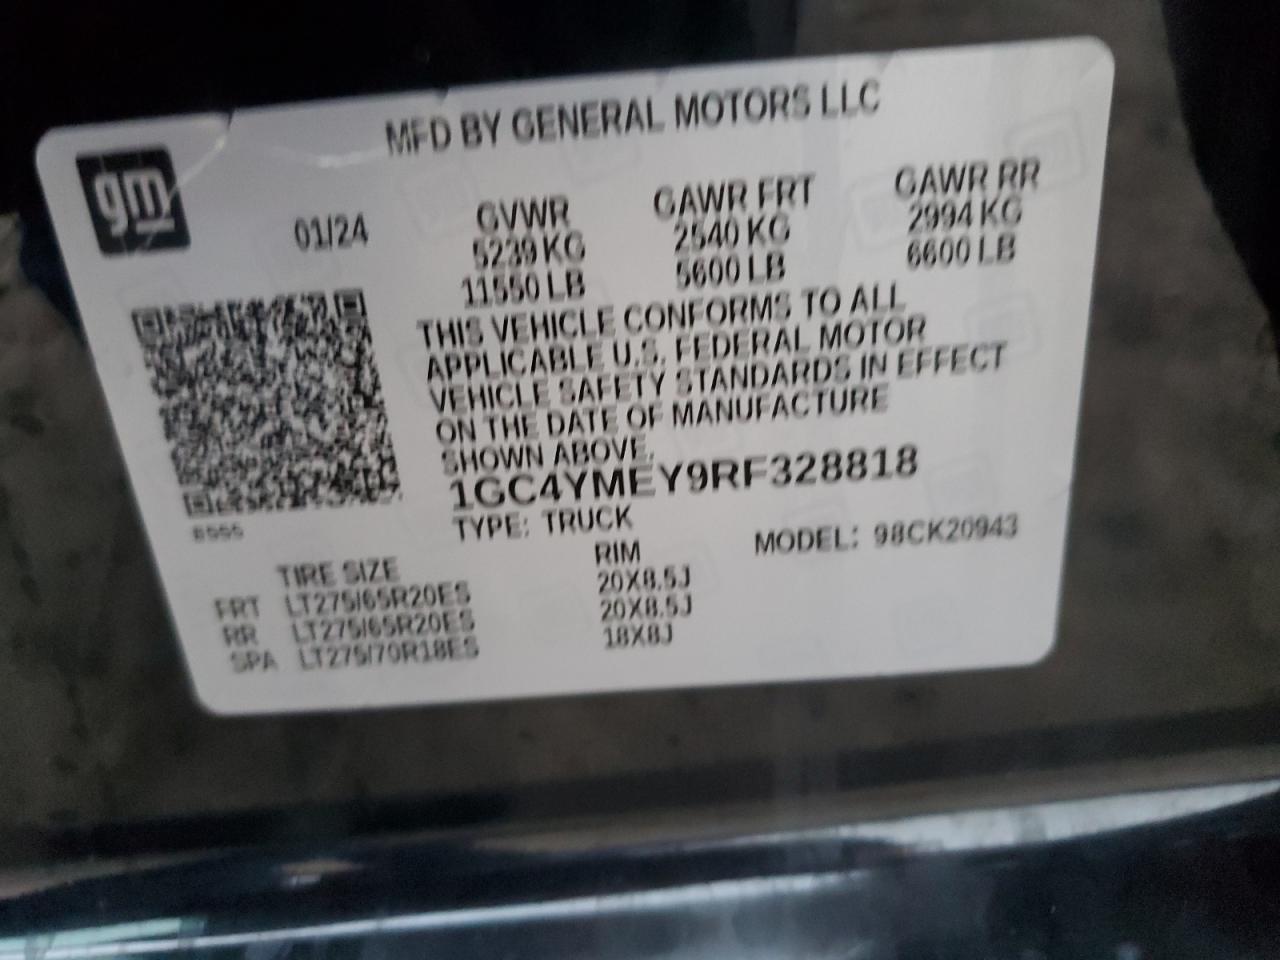 MFD BY GENERAL MOTORS LLC
gm
01/24
GVWR GAWR FRT GAWR RR
5239 KG 2540 KG 2994 KG
11550 LB 5600 LB 6600 LB
THIS VEHICLE CONFORMS TO ALL
APPLICABLE U.S. FEDERAL MOTOR
VEHICLE SAFETY STANDARDS IN EFFECT
ON THE DATE OF MANUFACTURE
SHOWN ABOVE.
1GC4YMEY9RF328818
TYPE: TRUCK MODEL: 98CK20943
TIRE SIZE RIM
FRT LT275/65R20ES 20X8.5J
RR LT275/65R20ES 20X8.5J
SPA LT275/70R18ES 18X8J